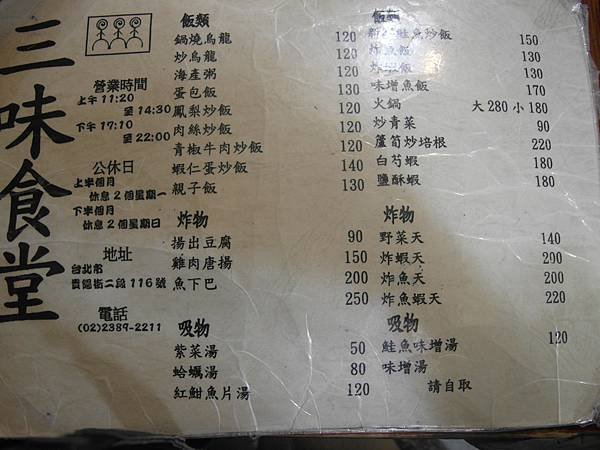 三味食堂
營業時間
上午11:20
至14:30
下午17:10
至22:00
公休日
上半個月
休息2個星期一
下半個月
休息2個星期日
地址
台北市
貴陽街二段116號
電話
(02)2389-2211
飯類
鍋燒烏龍 120
炒烏龍 120
海產粥 120
蛋包飯 130
鳳梨炒飯 120
肉絲炒飯 120
青椒牛肉炒飯 120
蝦仁蛋炒飯 140
親子飯 130
炸物
揚出豆腐 90
雞肉唐揚 150
魚下巴 200
250
吸物
紫菜湯 50
蛤蠣湯 80
紅魽魚片湯 120
飯類
鮭魚炒飯 150
炸魚飯 130
炸蝦飯 130
味增魚飯 170
火鍋 大280小180
炒青菜 90
蘆筍炒培根 220
白芍蝦 180
鹽酥蝦 180
炸物
野菜天 140
炸蝦天 200
炸魚天 200
炸魚蝦天 220
吸物
鮭魚味增湯 120
味增湯
請自取